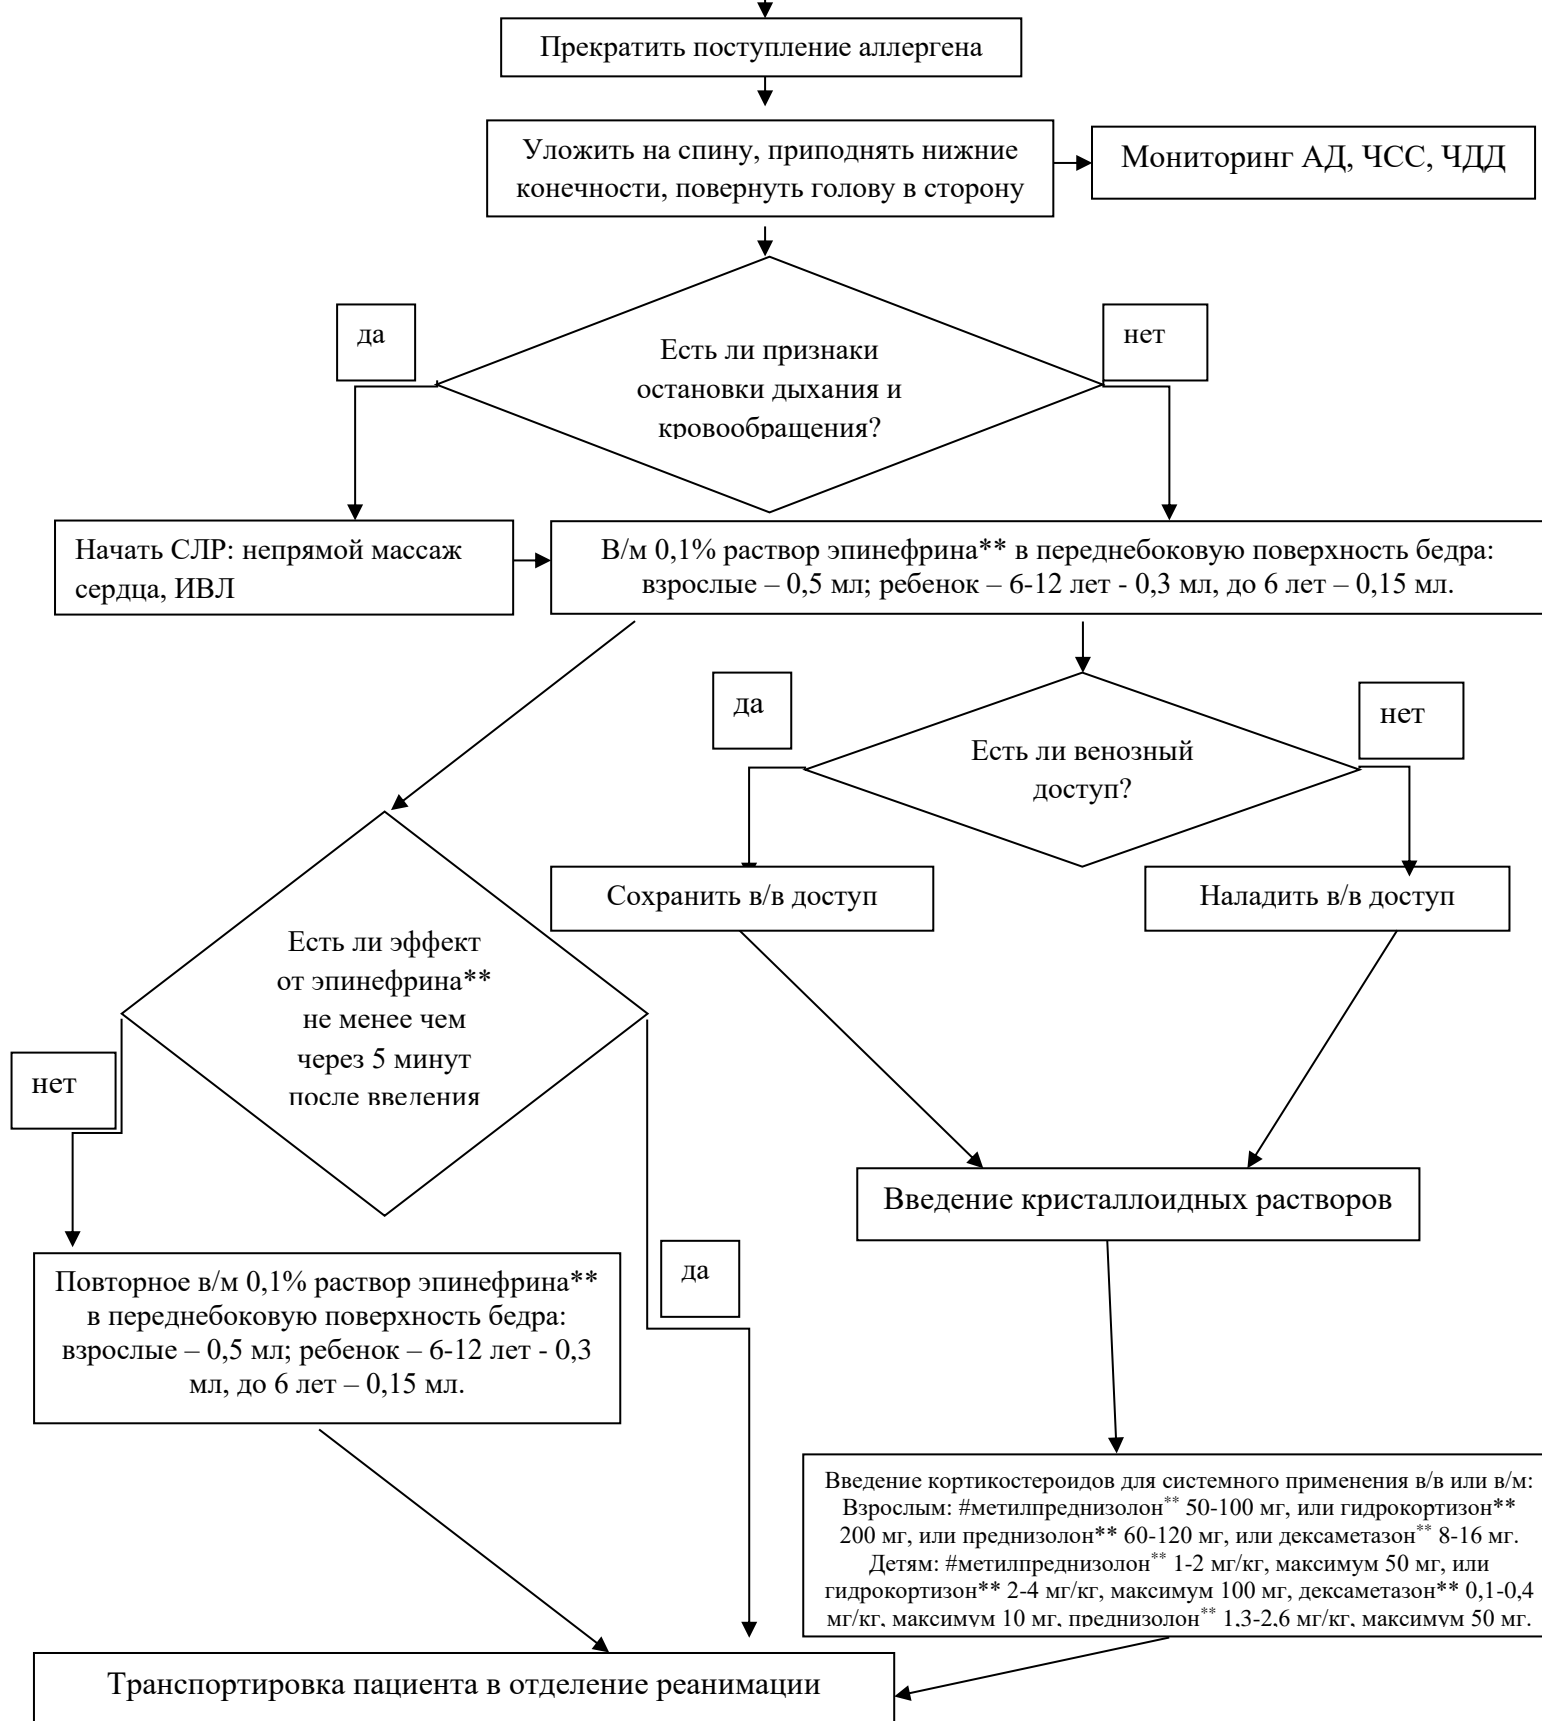 Прекратить поступление аллергена
Уложить на спину, приподнять нижние
конечности, повернуть голову в сторону
Мониторинг АД, ЧСС, ЧДД
да
нет
Есть ли признаки
остановки дыхания и
кровообращения?
Начать СЛР: непрямой массаж
сердца, ИВЛ
В/м 0,1% раствор эпинефрина** в переднебоковую поверхность бедра:
взрослые – 0,5 мл; ребенок – 6-12 лет - 0,3 мл, до 6 лет – 0,15 мл.
да
нет
Есть ли венозный
доступ?
Сохранить в/в доступ
Наладить в/в доступ
Есть ли эффект
от эпинефрина**
не менее чем
через 5 минут
после введения
нет
Введение кристаллоидных растворов
да
Повторное в/м 0,1% раствор эпинефрина**
в переднебоковую поверхность бедра:
взрослые – 0,5 мл; ребенок – 6-12 лет - 0,3
мл, до 6 лет – 0,15 мл.
Введение кортикостероидов для системного применения в/в или в/м:
Взрослым: #метилпреднизолон** 50-100 мг, или гидрокортизон**
200 мг, или преднизолон** 60-120 мг, или дексаметазон** 8-16 мг.
Детям: #метилпреднизолон** 1-2 мг/кг, максимум 50 мг, или
гидрокортизон** 2-4 мг/кг, максимум 100 мг, дексаметазон** 0,1-0,4
мг/кг, максимум 10 мг, преднизолон** 1,3-2,6 мг/кг, максимум 50 мг.
Транспортировка пациента в отделение реанимации